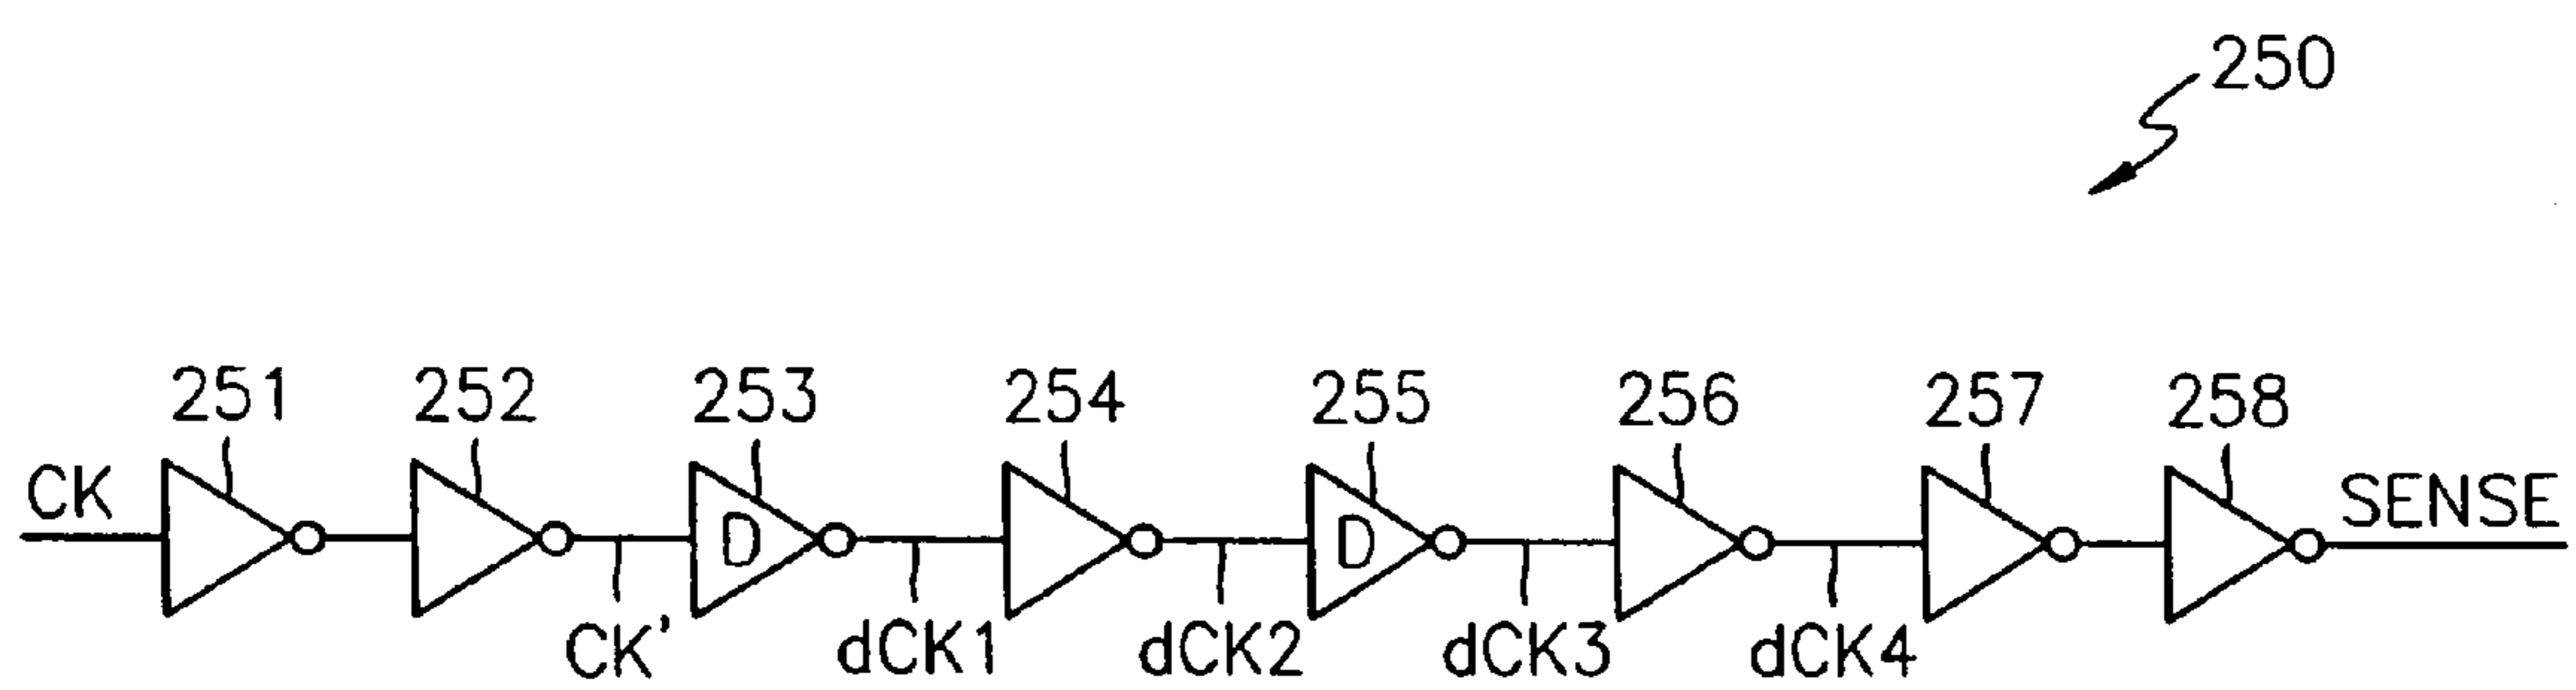 250
251 252 253 254 255 256 257 258
CK D D SENSE
CK' dCK1 dCK2 dCK3 dCK4